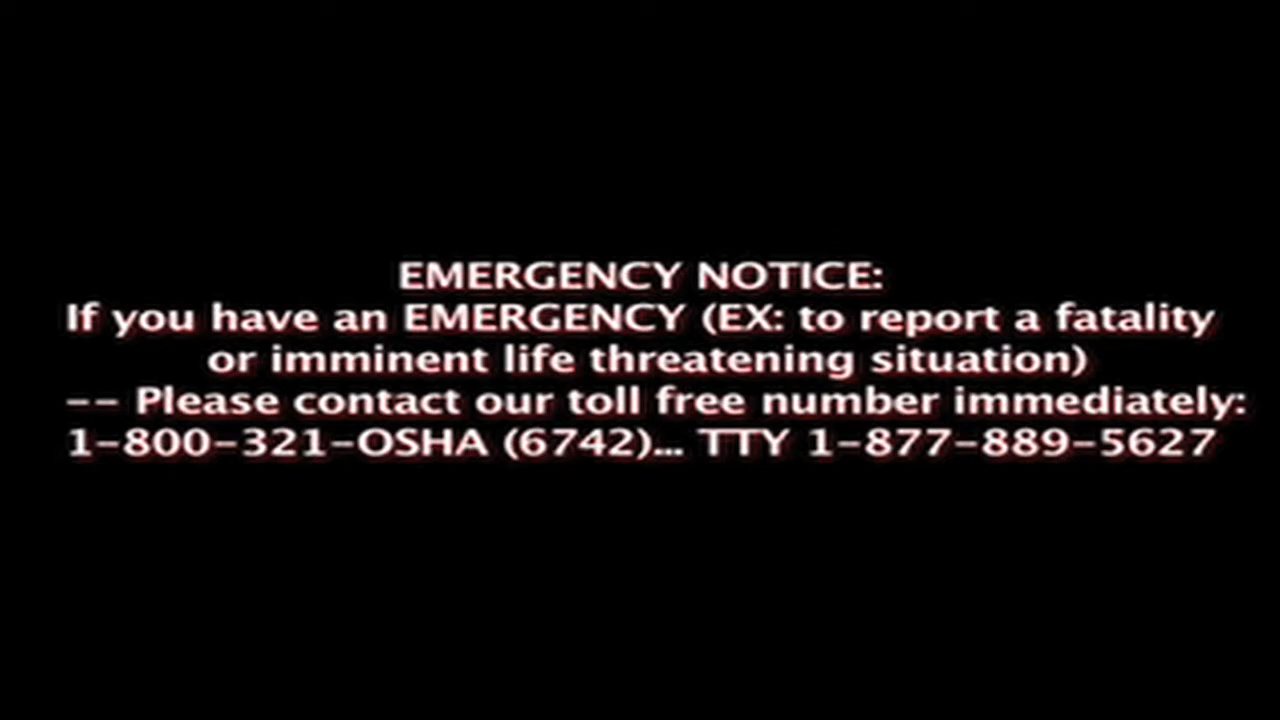 EMERGENCY NOTICE:
If you have an EMERGENCY (EX: to report a fatality
or imminent life threatening situation)
-- Please contact our toll free number immediately:
1-800-321-OSHA (6742)... TTY 1-877-889-5627